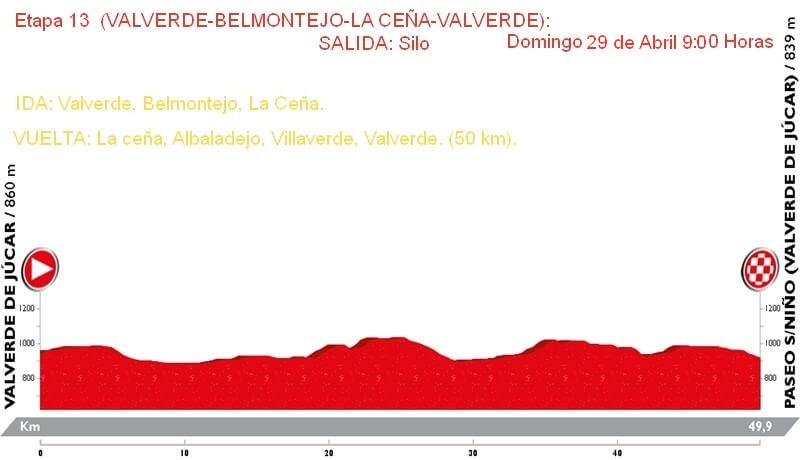 Etapa 13 (VALVERDE-BELMONTEJO-LA CEÑA-VALVERDE):
SALIDA: Silo
Domingo 29 de Abril 9:00 Horas
IDA: Valverde, Belmontejo, La Ceña.
VUELTA: La ceña, Albaladejo, Villaverde, Valverde. (50 km).
VALVERDE DE JÚCAR / 860 m
PASEO S/NIÑO (VALVERDE DE JÚCAR) / 839 m
1200
1000
800
1200
1000
800
Km
49,9
0
10
20
30
40